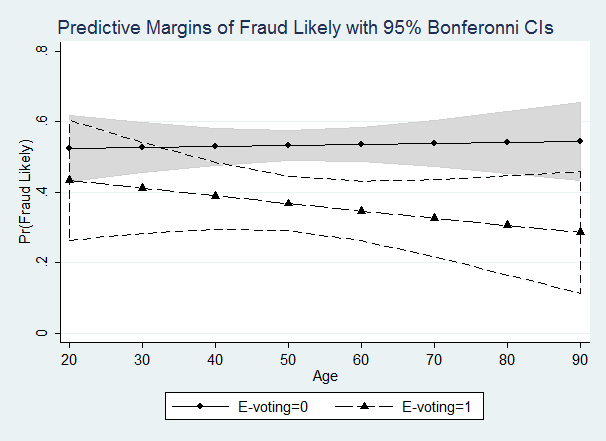 Predictive Margins of Fraud Likely with 95% Bonferonni CIs
Pr(Fraud Likely)
.8
.6
.4
.2
0
20 30 40 50 60 70 80 90
Age
E-voting=0 E-voting=1